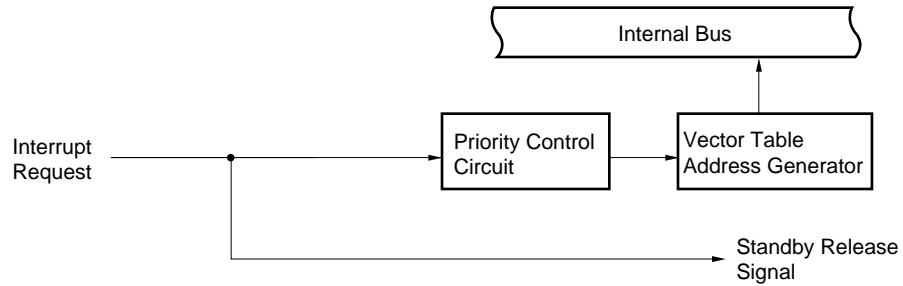 Internal Bus
Interrupt
Request
Priority Control
Circuit
Vector Table
Address Generator
Standby Release
Signal